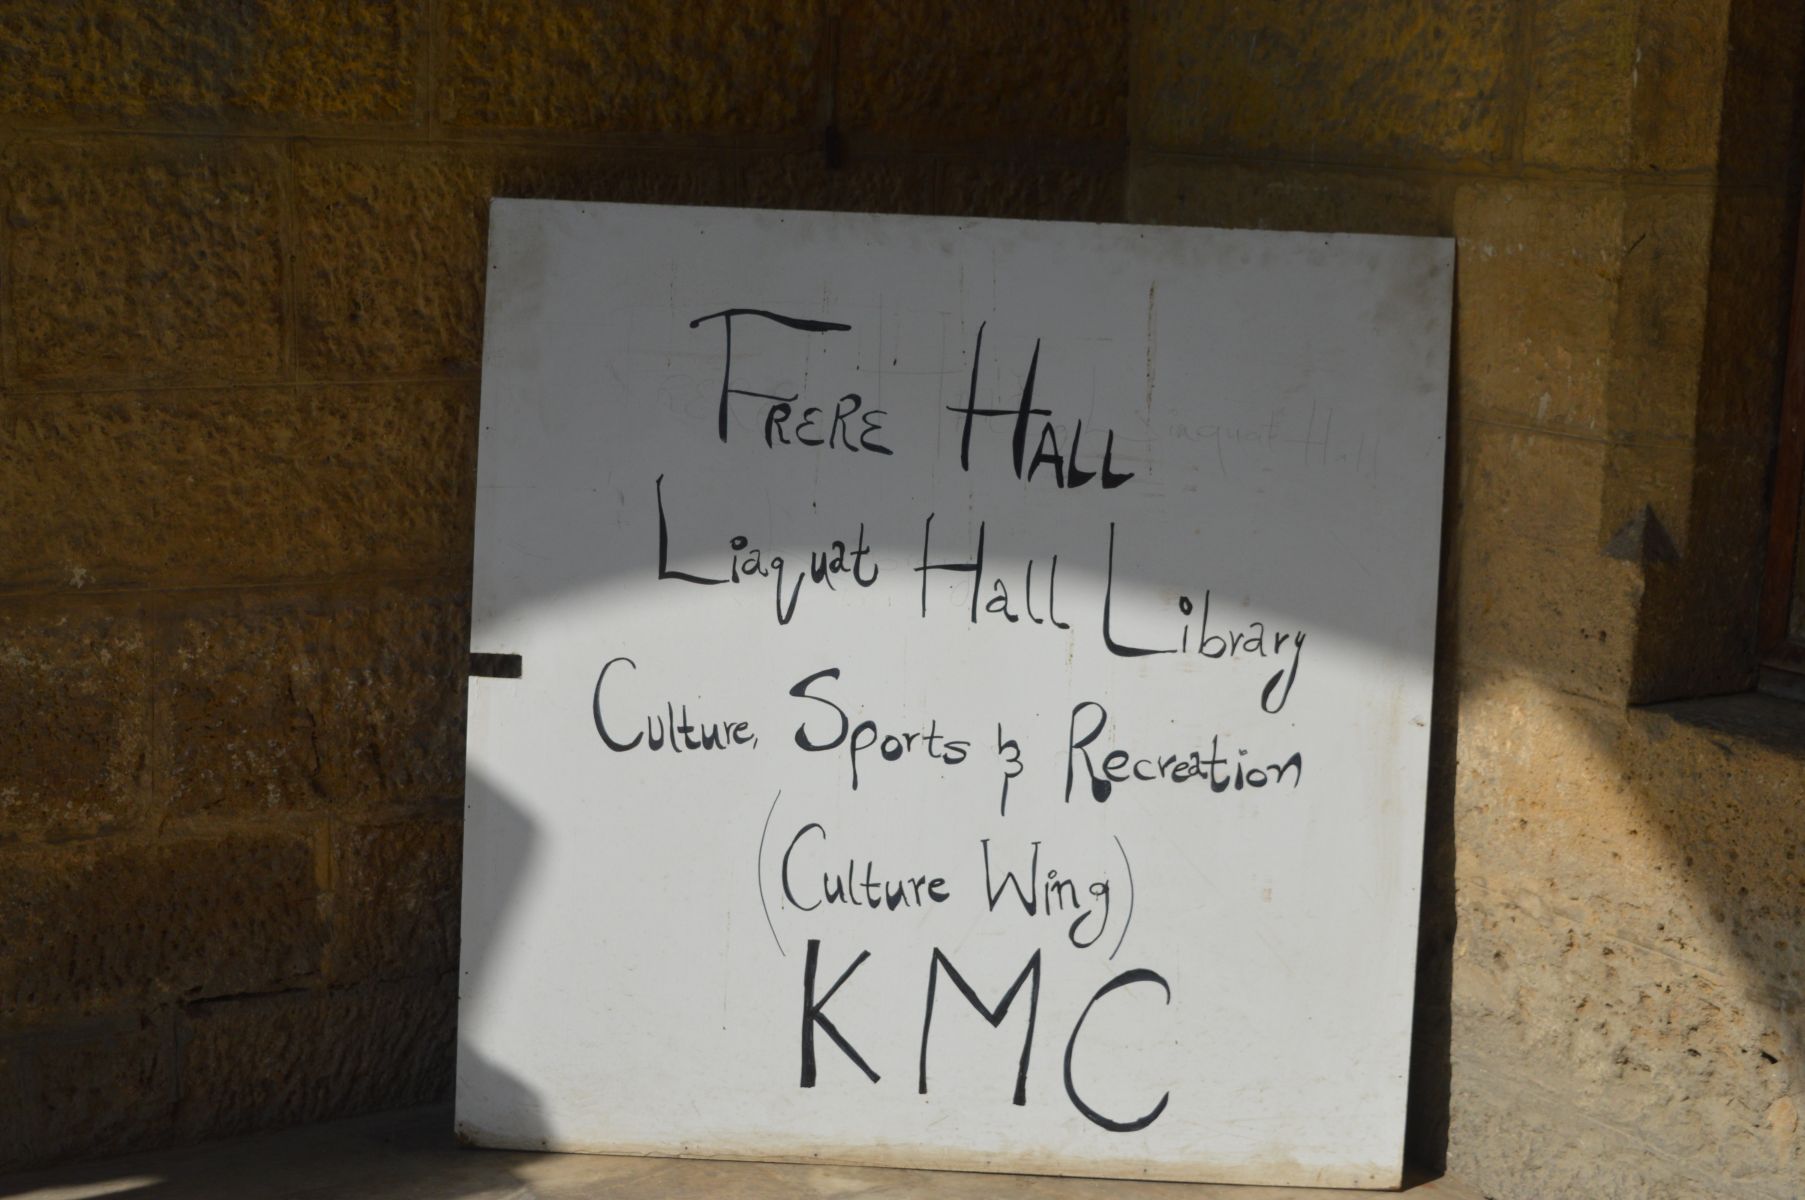 FRERE HALL
Liaquat Hall Library
Culture, Sports & Recreation
(Culture Wing)
KMC